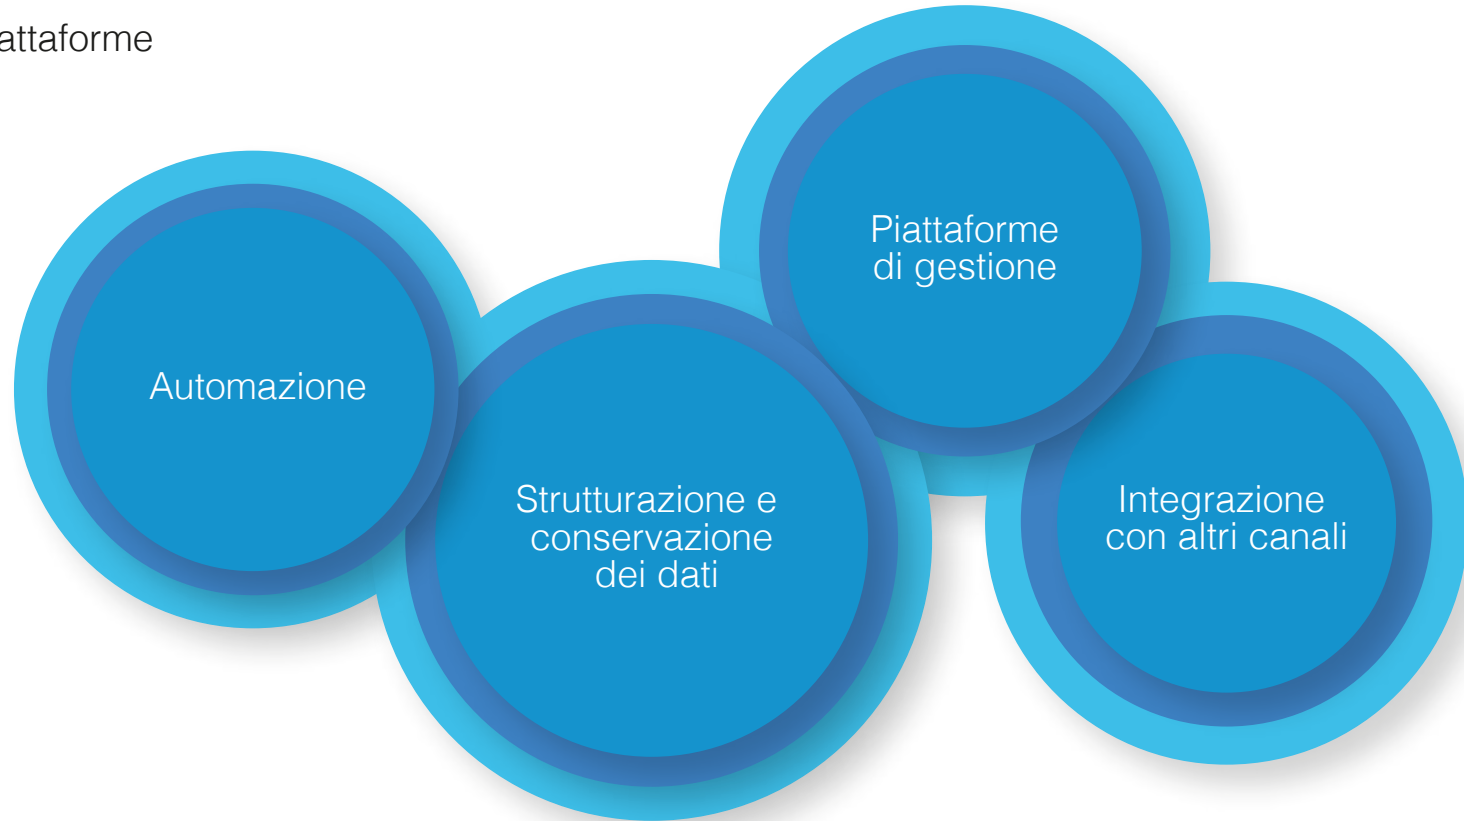 attaforme
Automazione
Strutturazione e
conservazione
dei dati
Piattaforme
di gestione
Integrazione
con altri canali